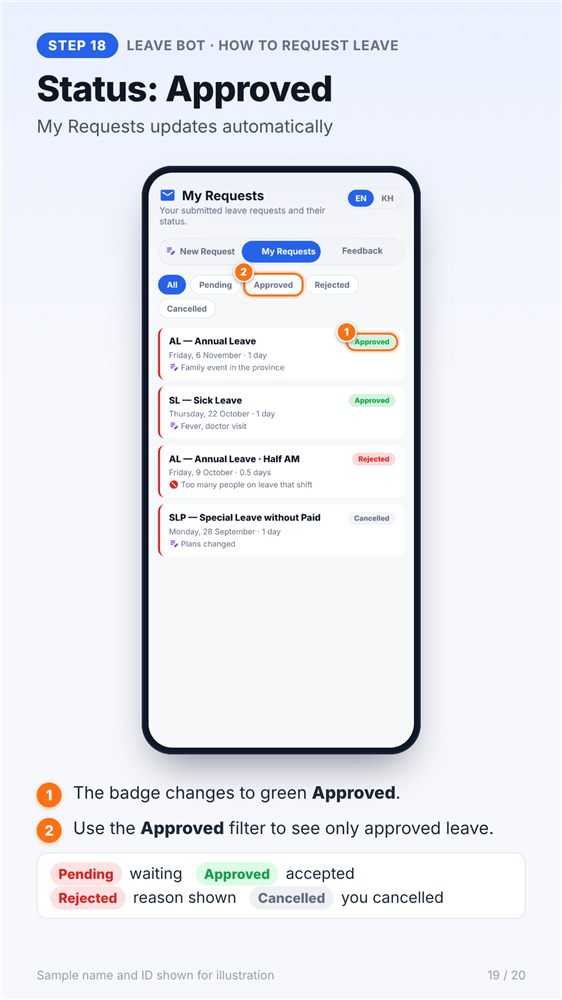 STEP 18 LEAVE BOT · HOW TO REQUEST LEAVE
Status: Approved
My Requests updates automatically
My Requests
EN KH
Your submitted leave requests and their
status.
New Request My Requests Feedback
2
All Pending Approved Rejected
Cancelled
1
AL — Annual Leave Approved
Friday, 6 November · 1 day
Family event in the province
SL — Sick Leave Approved
Thursday, 22 October · 1 day
Fever, doctor visit
AL — Annual Leave · Half AM Rejected
Friday, 9 October · 0.5 days
Too many people on leave that shift
SLP — Special Leave without Paid Cancelled
Monday, 28 September · 1 day
Plans changed
1 The badge changes to green Approved.
2 Use the Approved filter to see only approved leave.
Pending waiting Approved accepted
Rejected reason shown Cancelled you cancelled
Sample name and ID shown for illustration 19 / 20